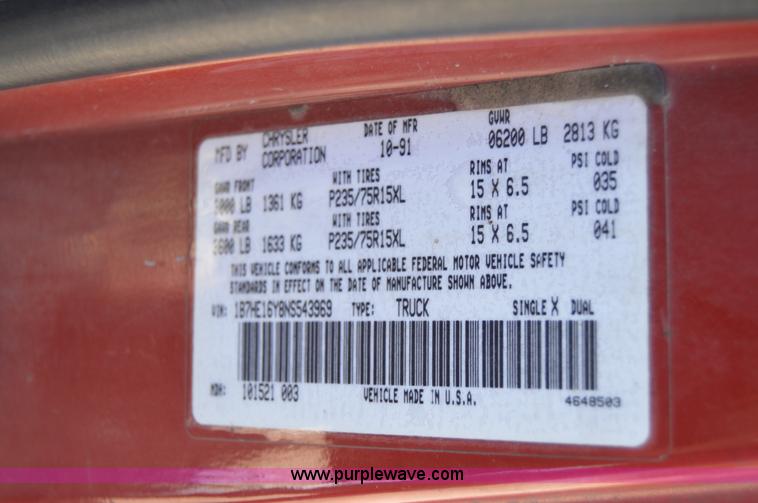 MFD BY CHRYSLER CORPORATION DATE OF MFR 10-91 GVWR 06200 LB 2813 KG
GAWR FRONT WITH TIRES RIMS AT PSI COLD
LB 1361 KG P235/75R15XL 15 X 6.5 035
GAWR REAR WITH TIRES RIMS AT PSI COLD
3600 LB 1633 KG P235/75R15XL 15 X 6.5 041
THIS VEHICLE CONFORMS TO ALL APPLICABLE FEDERAL MOTOR VEHICLE SAFETY
STANDARDS IN EFFECT ON THE DATE OF MANUFACTURE SHOWN ABOVE.
VIN: 1B7HE16Y8NS543969 TYPE: TRUCK SINGLE X DUAL
MDH: 101521 003 VEHICLE MADE IN U.S.A. 4648503
www.purplewave.com